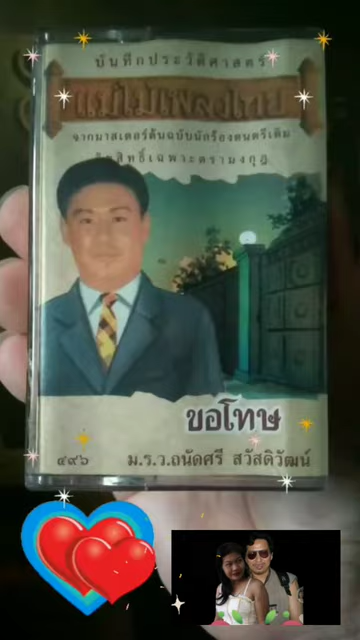 บันทึกประวัติศาสตร์
แม่ไม้เพลงไทย
จากมาสเตอร์ต้นฉบับนักร้องดนตรีเดิม
ลิขสิทธิ์เฉพาะตรามงกุฎ
ขอโทษ
๔๙๖
ม.ร.ว.ถนัดศรี สวัสดิวัฒน์